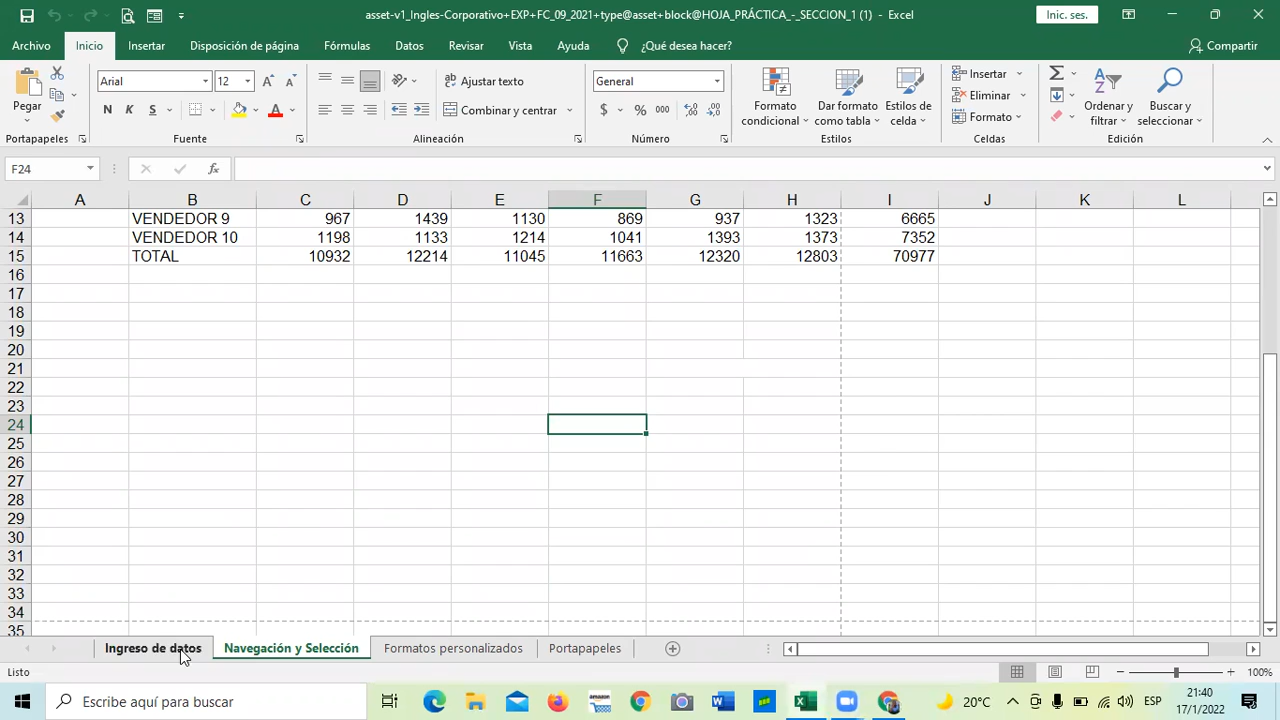 asset-v1_Ingles-Corporativo+EXP+FC_09_2021+type@asset+block@HOJA_PRÁCTICA_-_SECCION_1 (1) - Excel
Inic. ses.
Archivo Inicio Insertar Disposición de página Fórmulas Datos Revisar Vista Ayuda ¿Qué desea hacer? Compartir
Pegar
Arial 12
N K S
Ajustar texto
Combinar y centrar
General
$ % 000
Formato condicional
Dar formato como tabla
Estilos de celda
Insertar
Eliminar
Formato
Ordenar y filtrar
Buscar y seleccionar
Portapapeles Fuente Alineación Número Estilos Celdas Edición
F24 fx
A B C D E F G H I J K L
13 VENDEDOR 9 967 1439 1130 869 937 1323 6665
14 VENDEDOR 10 1198 1133 1214 1041 1393 1373 7352
15 TOTAL 10932 12214 11045 11663 12320 12803 70977
16
17
18
19
20
21
22
23
24
25
26
27
28
29
30
31
32
33
34
35
Ingreso de datos Navegación y Selección Formatos personalizados Portapapeles
Listo 100%
Escribe aquí para buscar
20°C ESP
21:40
17/1/2022